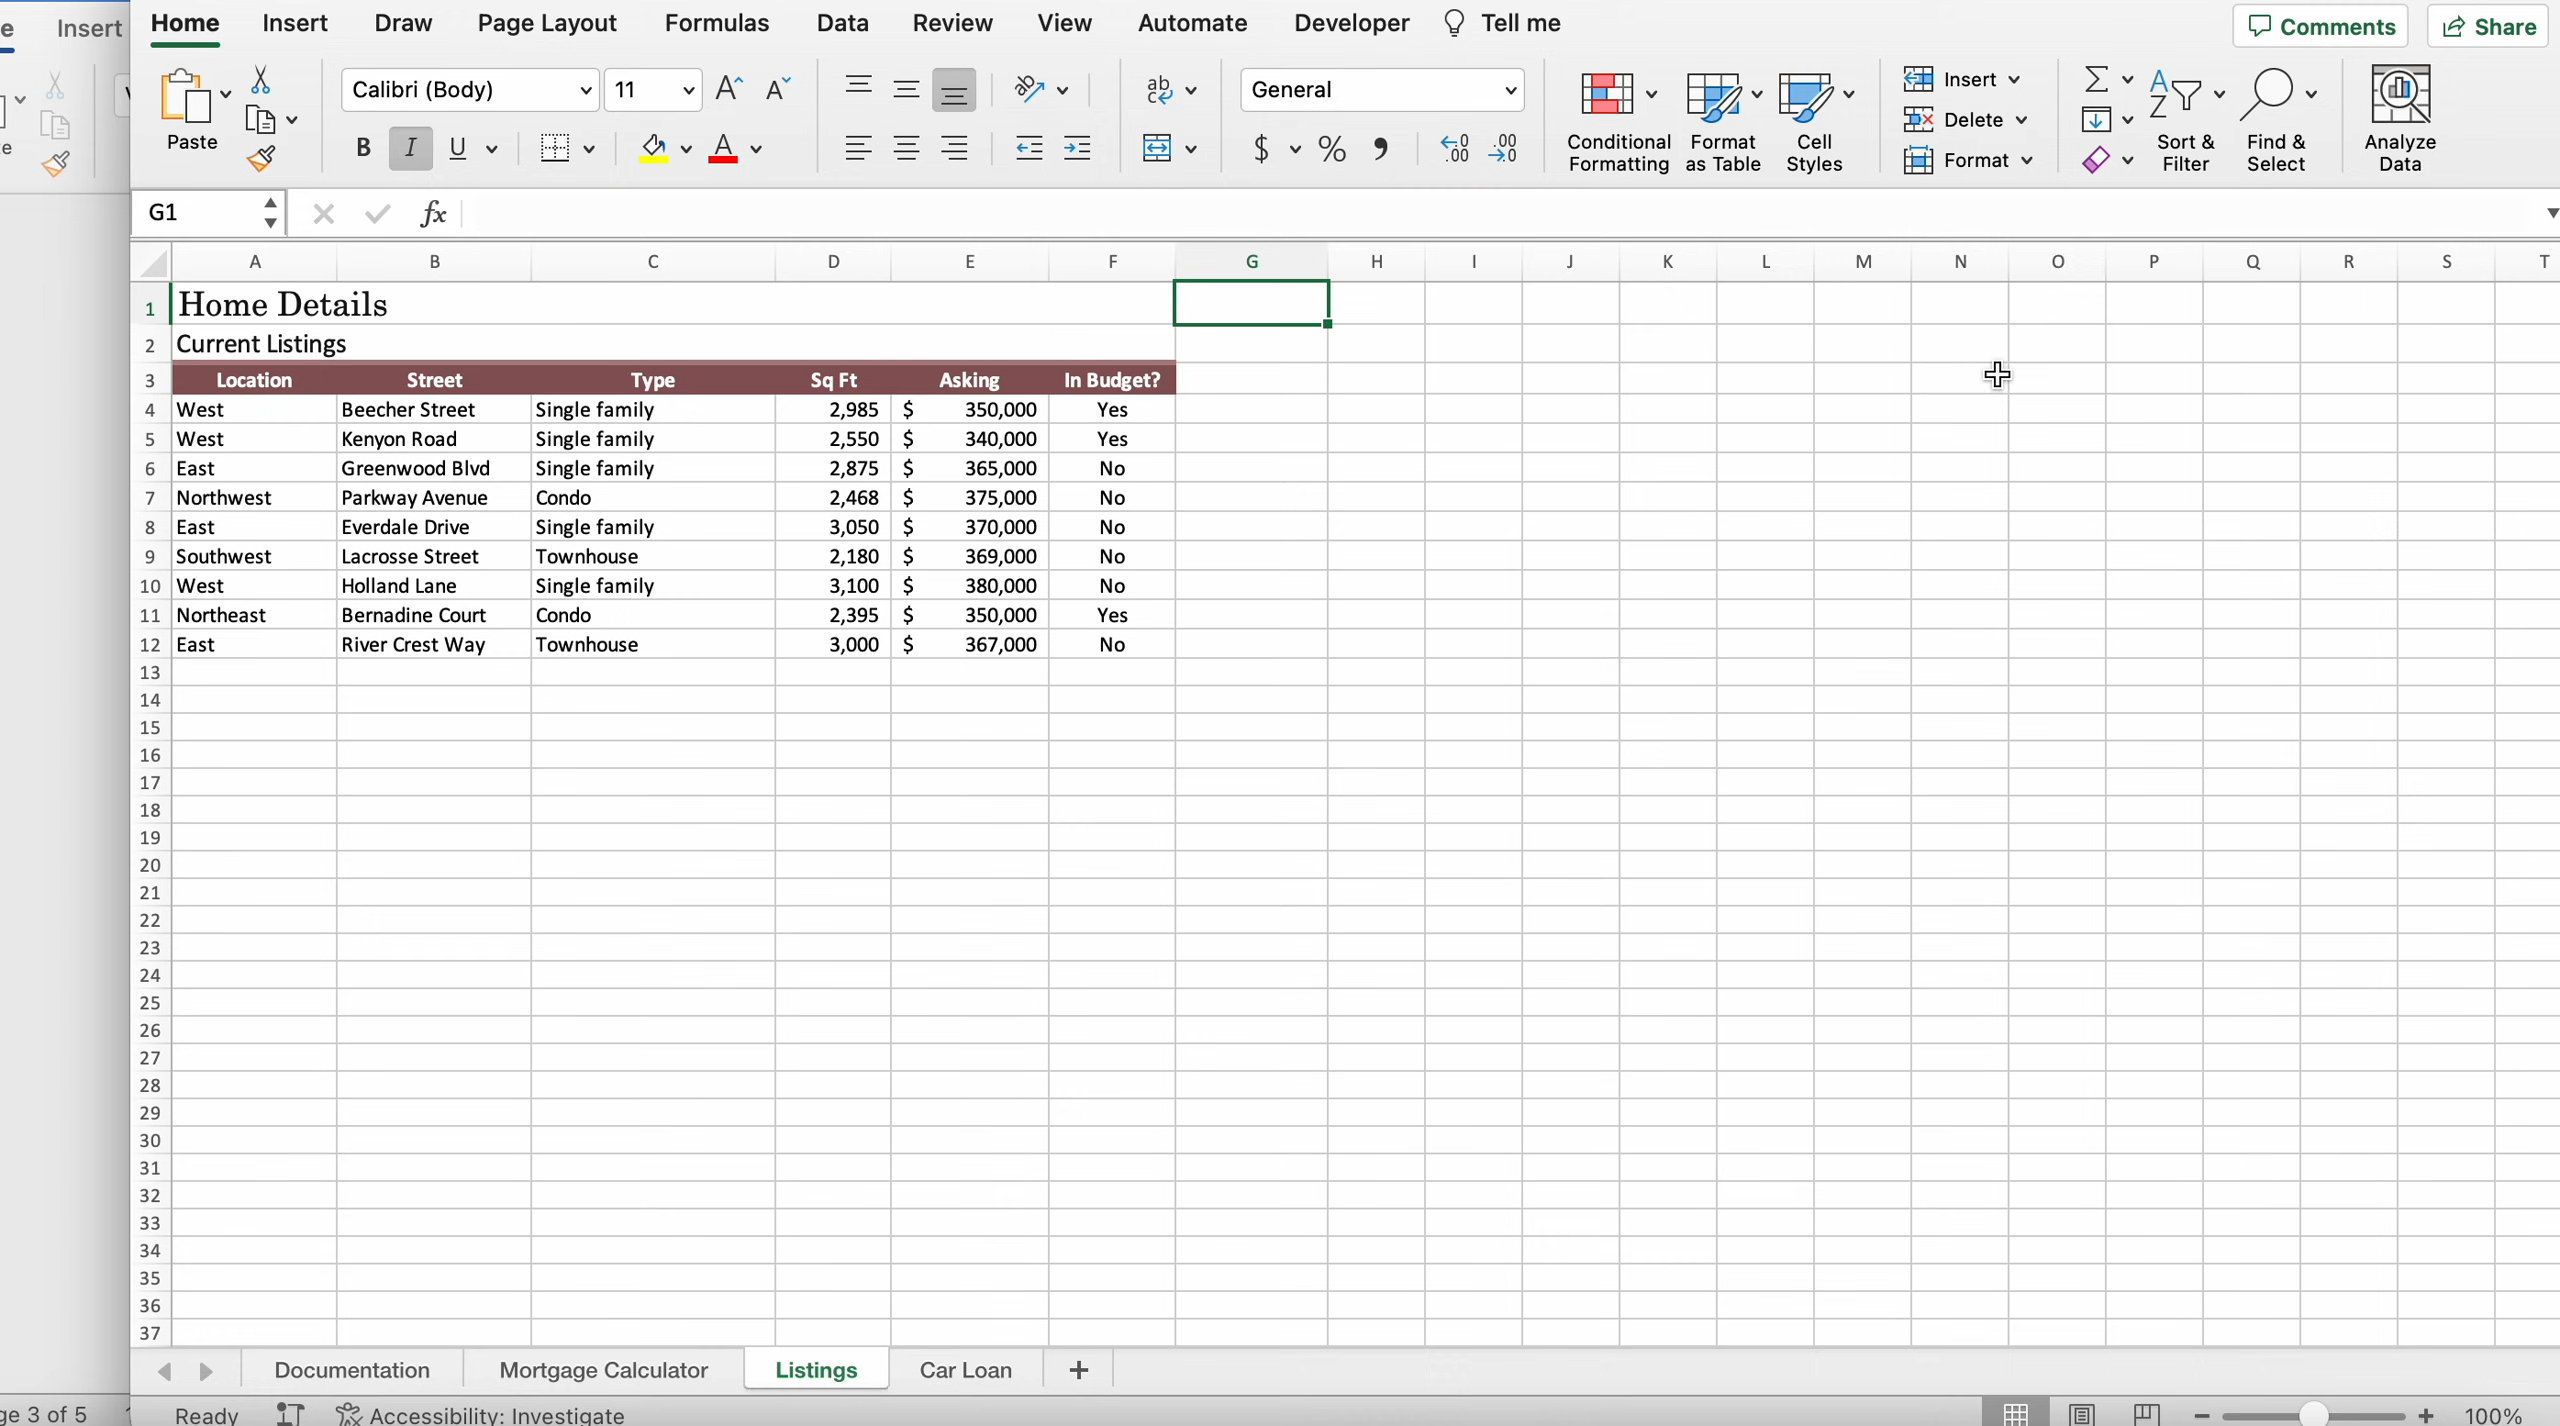 Home Insert Draw Page Layout Formulas Data Review View Automate Developer Tell me Comments Share
Insert
Paste
Calibri (Body) 11
B I U A
General
$ %
Conditional Formatting
Format as Table
Cell Styles
Insert
Delete
Format
Sort & Filter
Find & Select
Analyze Data
G1 fx
A B C D E F G H I J K L M N O P Q R S T
1 Home Details
2 Current Listings
3 Location Street Type Sq Ft Asking In Budget?
4 West Beecher Street Single family 2,985 $ 350,000 Yes
5 West Kenyon Road Single family 2,550 $ 340,000 Yes
6 East Greenwood Blvd Single family 2,875 $ 365,000 No
7 Northwest Parkway Avenue Condo 2,468 $ 375,000 No
8 East Everdale Drive Single family 3,050 $ 370,000 No
9 Southwest Lacrosse Street Townhouse 2,180 $ 369,000 No
10 West Holland Lane Single family 3,100 $ 380,000 No
11 Northeast Bernadine Court Condo 2,395 $ 350,000 Yes
12 East River Crest Way Townhouse 3,000 $ 367,000 No
13
14
15
16
17
18
19
20
21
22
23
24
25
26
27
28
29
30
31
32
33
34
35
36
37
Documentation Mortgage Calculator Listings Car Loan +
ge 3 of 5 Ready Accessibility: Investigate 100%